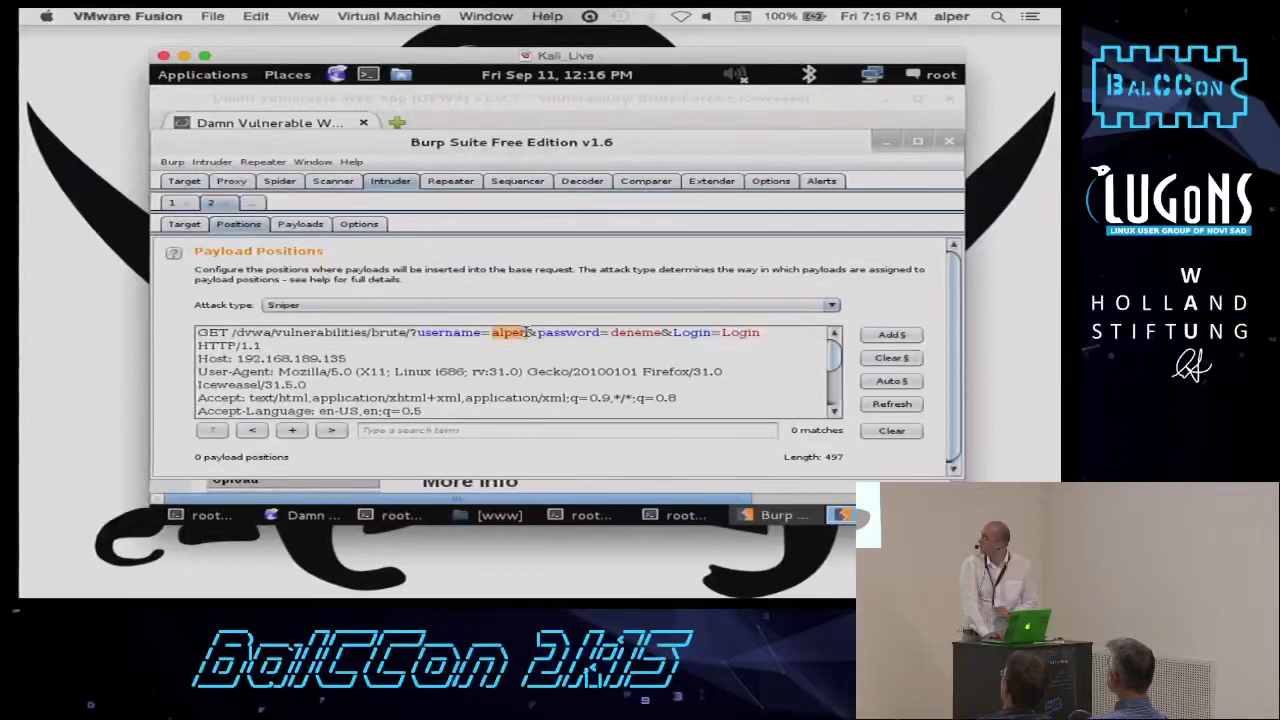 VMware Fusion File Edit View Virtual Machine Window Help 100% Fri 7:16 PM alper
Kali_Live
Applications Places Fri Sep 11, 12:16 PM root
Damn Vulnerable W...
Burp Suite Free Edition v1.6
Burp Intruder Repeater Window Help
Target Proxy Spider Scanner Intruder Repeater Sequencer Decoder Comparer Extender Options Alerts
1 2 ...
Target Positions Payloads Options
? Payload Positions
Configure the positions where payloads will be inserted into the base request. The attack type determines the way in which payloads are assigned to
payload positions - see help for full details.
Attack type: Sniper
GET /dvwa/vulnerabilities/brute/?username=alper&password=deneme&Login=Login
HTTP/1.1
Host: 192.168.189.135
User-Agent: Mozilla/5.0 (X11; Linux i686; rv:31.0) Gecko/20100101 Firefox/31.0
Iceweasel/31.5.0
Accept: text/html,application/xhtml+xml,application/xml;q=0.9,*/*;q=0.8
Accept-Language: en-US,en;q=0.5
Add §
Clear §
Auto §
Refresh
Clear
? < + > Type a search term 0 matches
0 payload positions Length: 497
Upload More info
root... Damn ... root... [www] root... root... Burp ...
BALCCON
LUGONS
LINUX USER GROUP OF NOVI SAD
W
HOLLAND
STIFTUNG
BalCCon 2k15